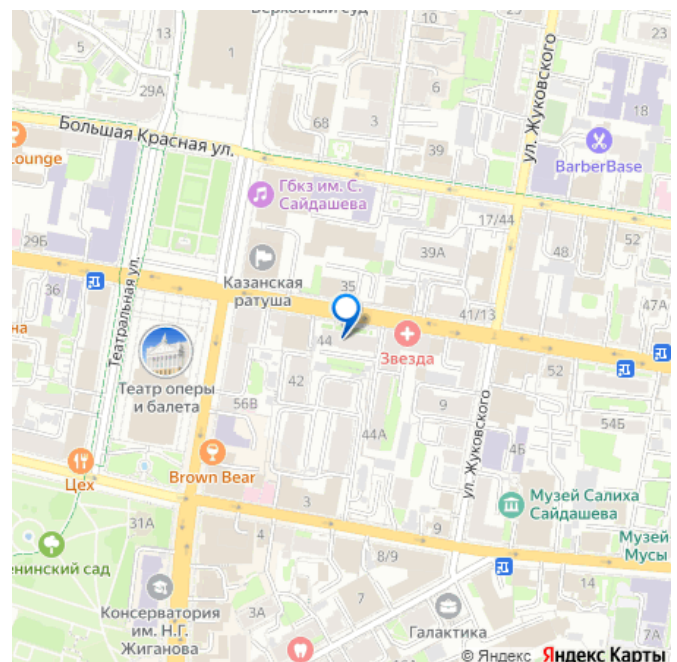 Верховный суд
10
13
5
1
29А
6
18
68
3
Большая Красная ул.
39
ул. Жуковского
BarberBase
Lounge
Гбкз им. С.
Сайдашева
17/44
29Б
39А
48
52
36
Казанская
ратуша
35
47А
41/13
Театральная ул.
44
Звезда
52
Театр оперы
и балета
42
56В
9
54Б
44А
4Б
ул. Жуковского
Цех
Brown Bear
Музей Салиха
Сайдашева
3
31А
4
9
Музей
Мусы
8/9
енинский сад
14
Консерватория
им. Н.Г.
Жиганова
3А
7
Галактика
7А
© Яндекс Яндекс Карты